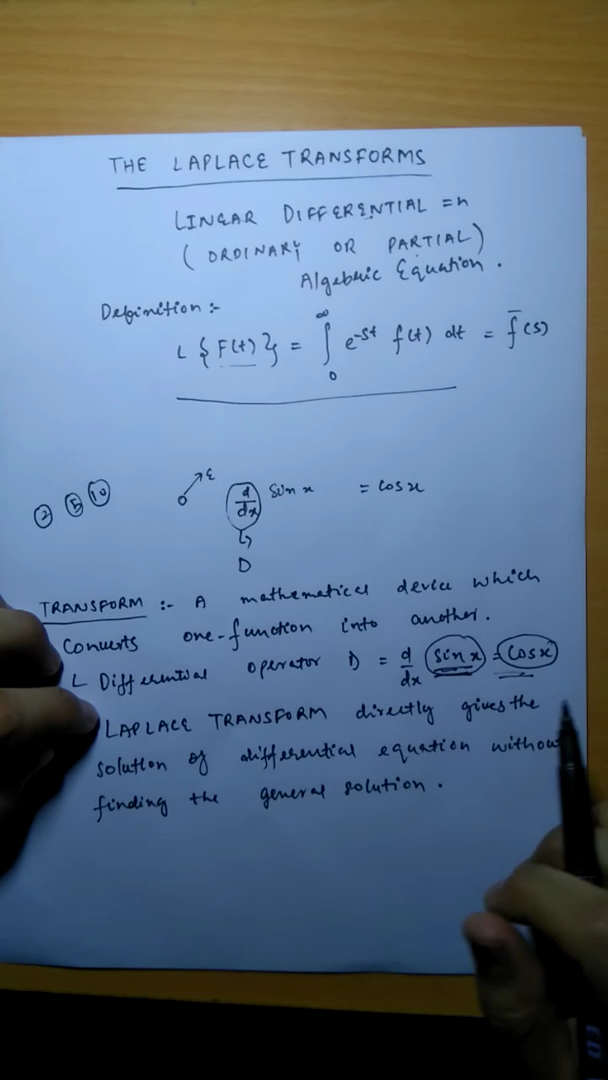 THE LAPLACE TRANSFORMS
LINEAR DIFFERENTIAL =n
(ORDINARY OR PARTIAL)
Algebraic Equation.
Definition :-
L {F(t)} = ∫₀^∞ e^-st f(t) dt = f̄(s)
2 5 10 d/dx sin x = cos x
D
TRANSFORM :- A mathematical device which
converts one-function into another.
L Differential operator D = d/dx sin x = cos x
LAPLACE TRANSFORM directly gives the
solution of differential equation without
finding the general solution.